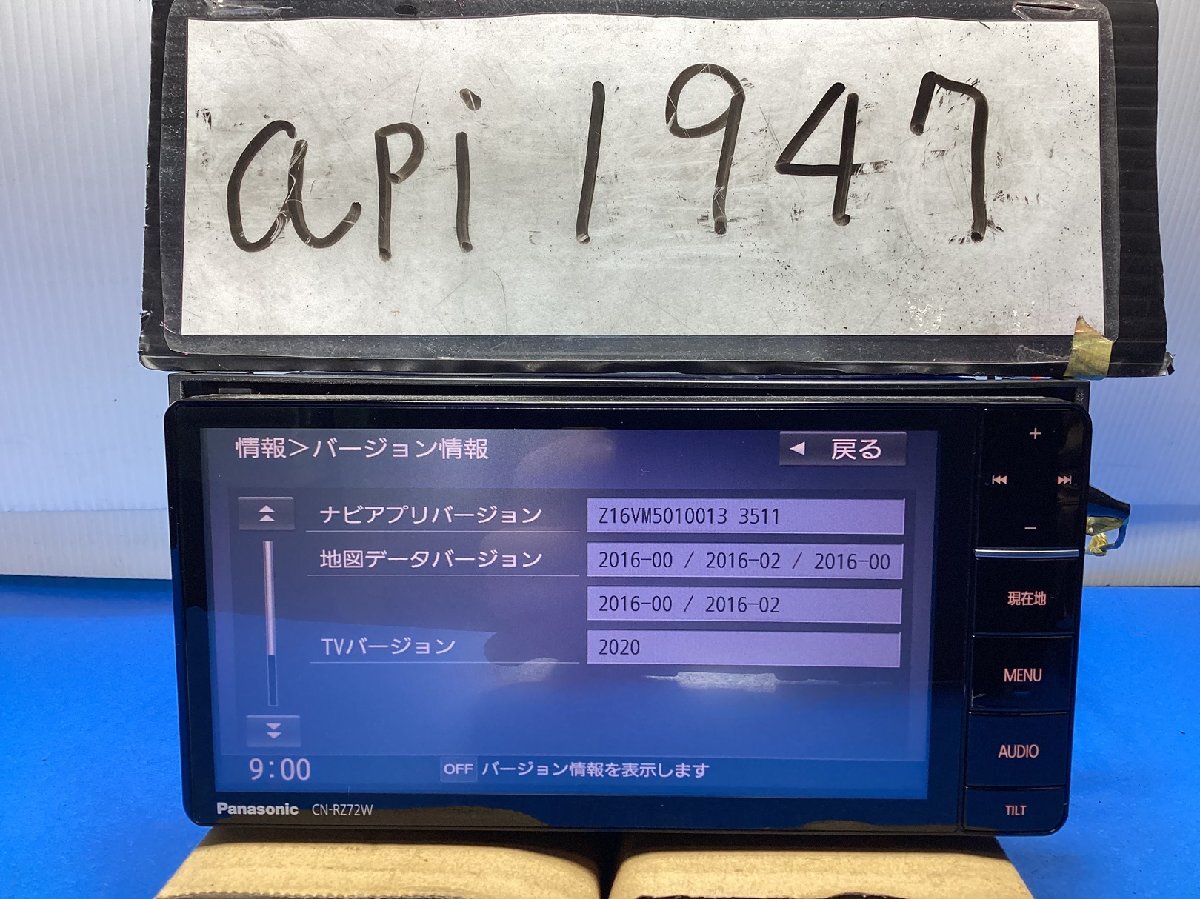 api 1947
情報>バージョン情報
◀ 戻る
ナビアプリバージョン Z16VM5010013 3511
地図データバージョン 2016-00 / 2016-02 / 2016-00
2016-00 / 2016-02
TVバージョン 2020
9:00
OFF バージョン情報を表示します
Panasonic CN-RZ72W
+
−
現在地
MENU
AUDIO
TILT